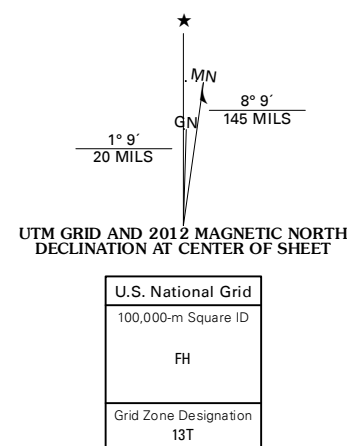 ★
MN
8° 9´
145 MILS
GN
1° 9´
20 MILS
UTM GRID AND 2012 MAGNETIC NORTH
DECLINATION AT CENTER OF SHEET
U.S. National Grid
100,000-m Square ID
FH
Grid Zone Designation
13T